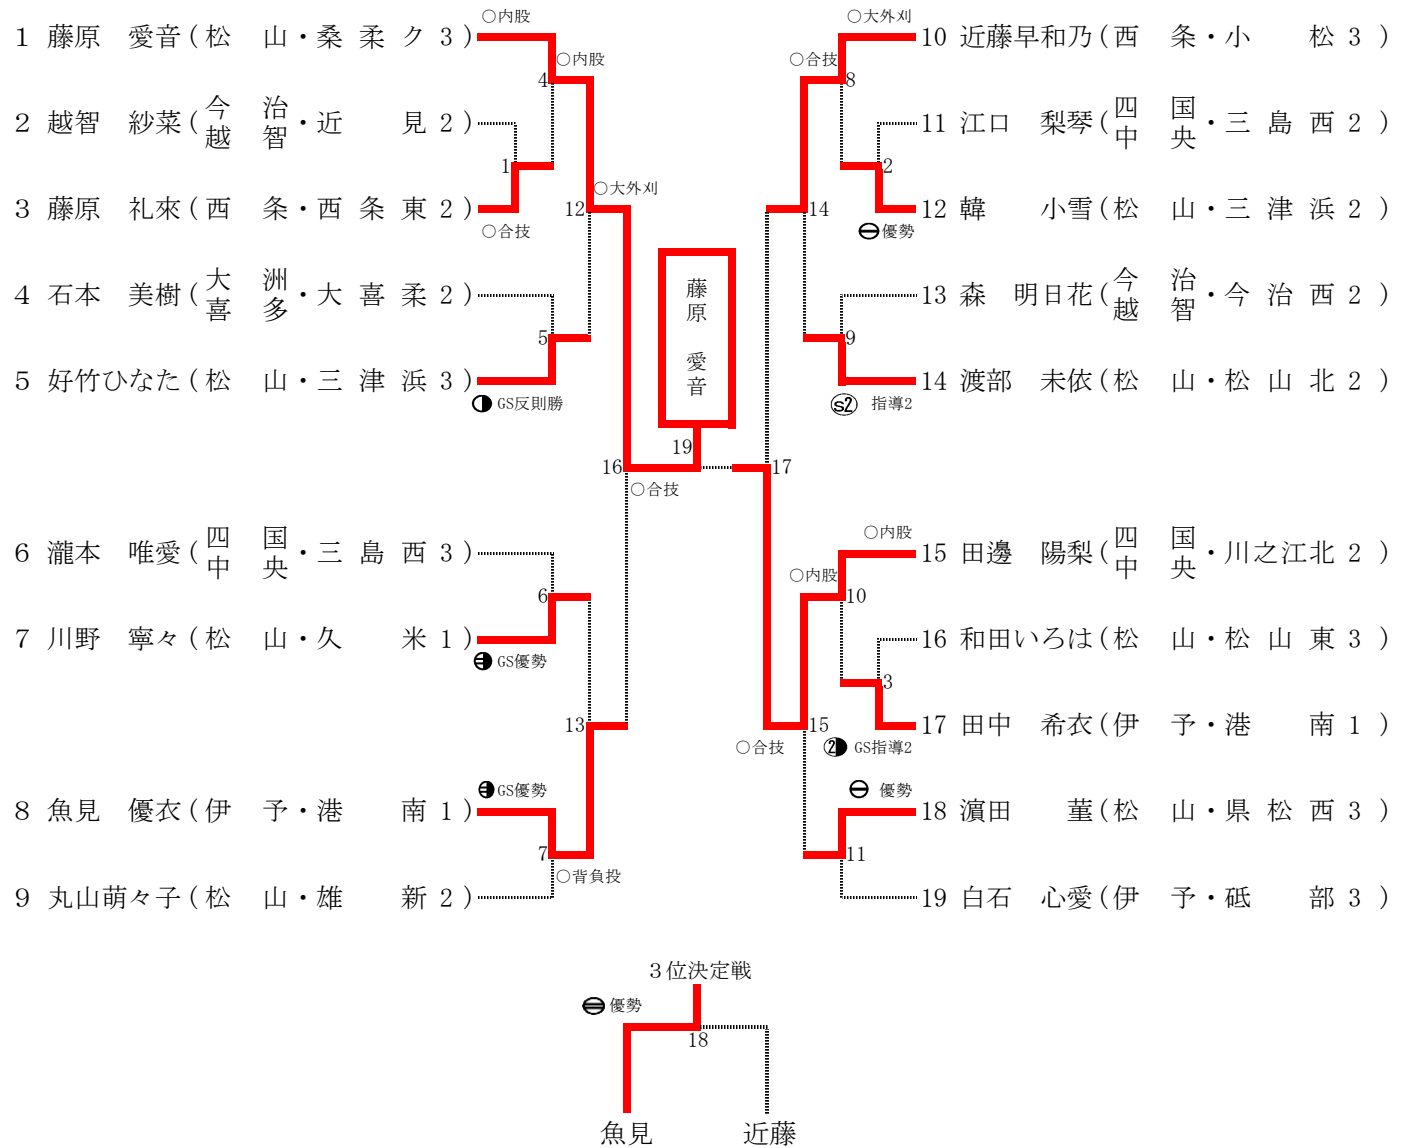 ○内股
1 藤原　愛音(松　山・桑柔ク3)
4
○内股
2 越智　紗菜(今治越智・近　見2)
1
3 藤原　礼來(西　条・西条東2)
○合技
12
○大外刈
4 石本　美樹(大洲喜多・大喜柔2)
5
5 好竹ひなた(松　山・三津浜3)
GS反則勝
16
○合技
6 瀧本　唯愛(四国中央・三島西3)
6
7 川野　寧々(松　山・久　米1)
GS優勢
13
GS優勢
8 魚見　優衣(伊　予・港　南1)
7
○背負投
9 丸山萌々子(松　山・雄　新2)
藤原　愛音
19
○大外刈
10 近藤早和乃(西　条・小　松3)
○合技
8
11 江口　梨琴(四国中央・三島西2)
2
12 韓　　小雪(松　山・三津浜2)
優勢
14
13 森　明日花(今治越智・今治西2)
9
14 渡部　未依(松　山・松山北2)
S2 指導2
17
○内股
15 田邊　陽梨(四国中央・川之江北2)
○内股
10
16 和田いろは(松　山・松山東3)
3
17 田中　希衣(伊　予・港　南1)
2 GS指導2
15
○合技
優勢
18 濵田　　菫(松　山・県松西3)
11
19 白石　心愛(伊　予・砥　部3)
３位決定戦
優勢
18
魚見
近藤